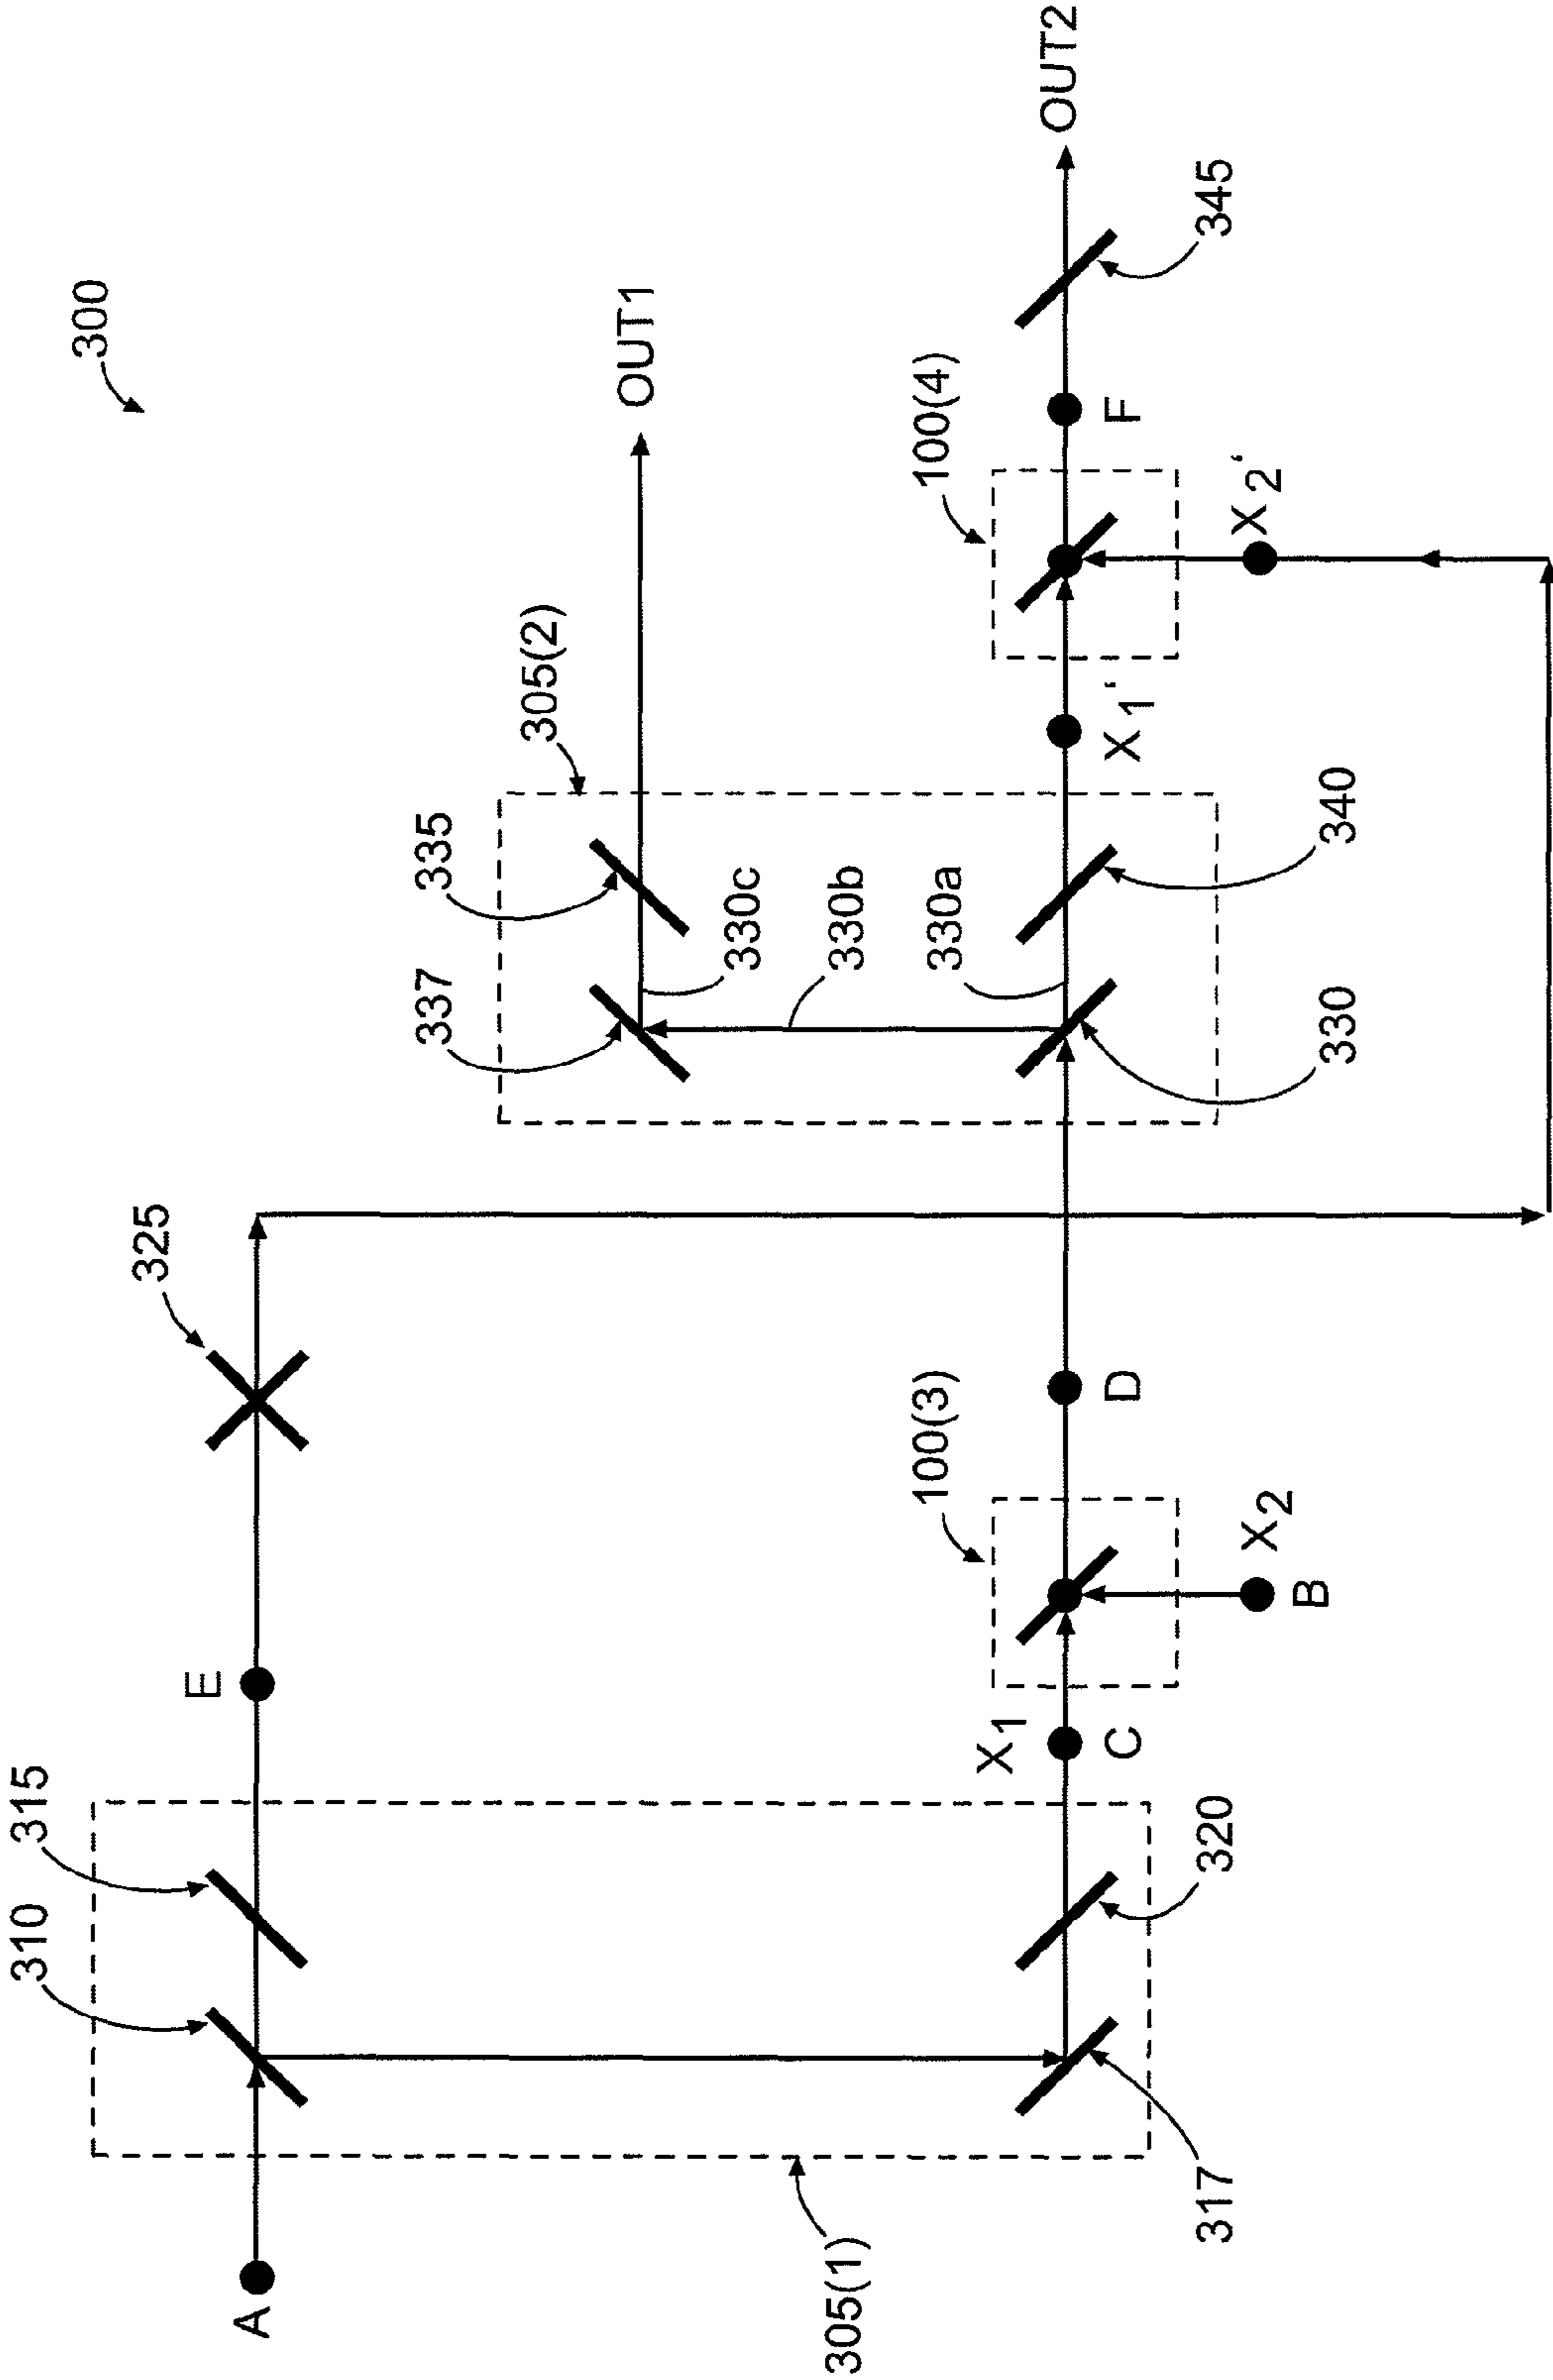 300
310
315
E
325
A
305(1)
317
320
X1
C
100(3)
B
X2
D
305(2)
337
335
330c
330b
330a
330
340
OUT1
X1'
100(4)
X2'
F
345
OUT2